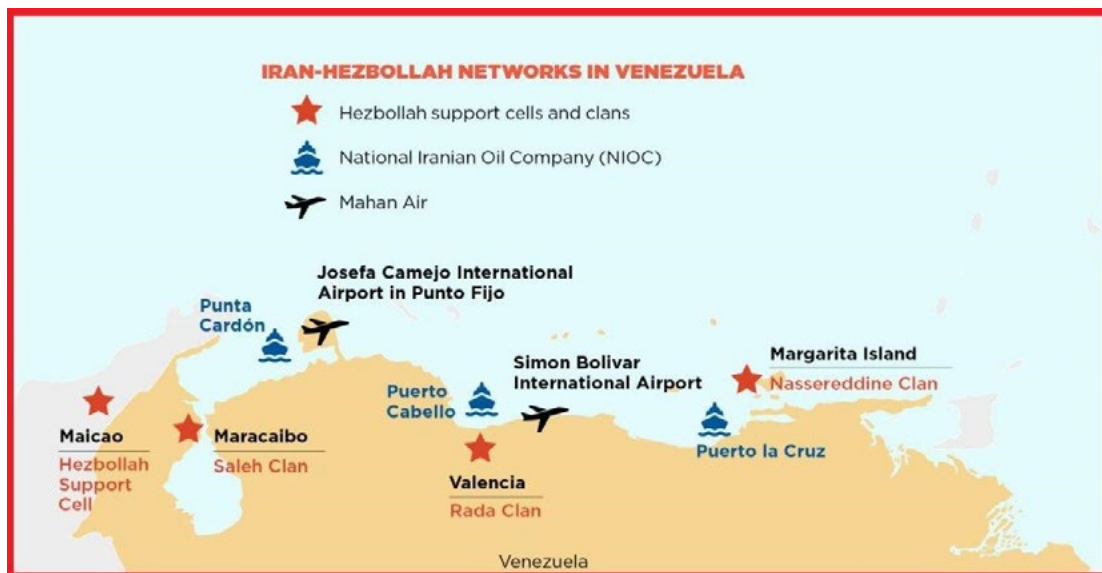 IRAN-HEZBOLLAH NETWORKS IN VENEZUELA
Hezbollah support cells and clans
National Iranian Oil Company (NIOC)
Mahan Air
Josefa Camejo International
Airport in Punto Fijo
Punta
Cardón
Simon Bolivar
International Airport
Margarita Island
Nassereddine Clan
Puerto
Cabello
Maicao
Hezbollah
Support
Cell
Maracaibo
Saleh Clan
Puerto la Cruz
Valencia
Rada Clan
Venezuela